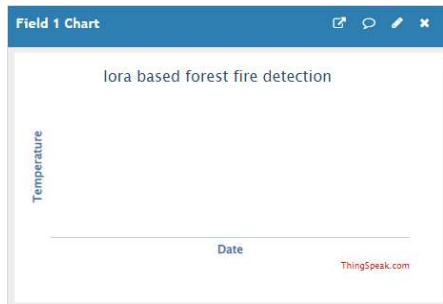 Field 1 Chart
lora based forest fire detection
Temperature
Date
ThingSpeak.com